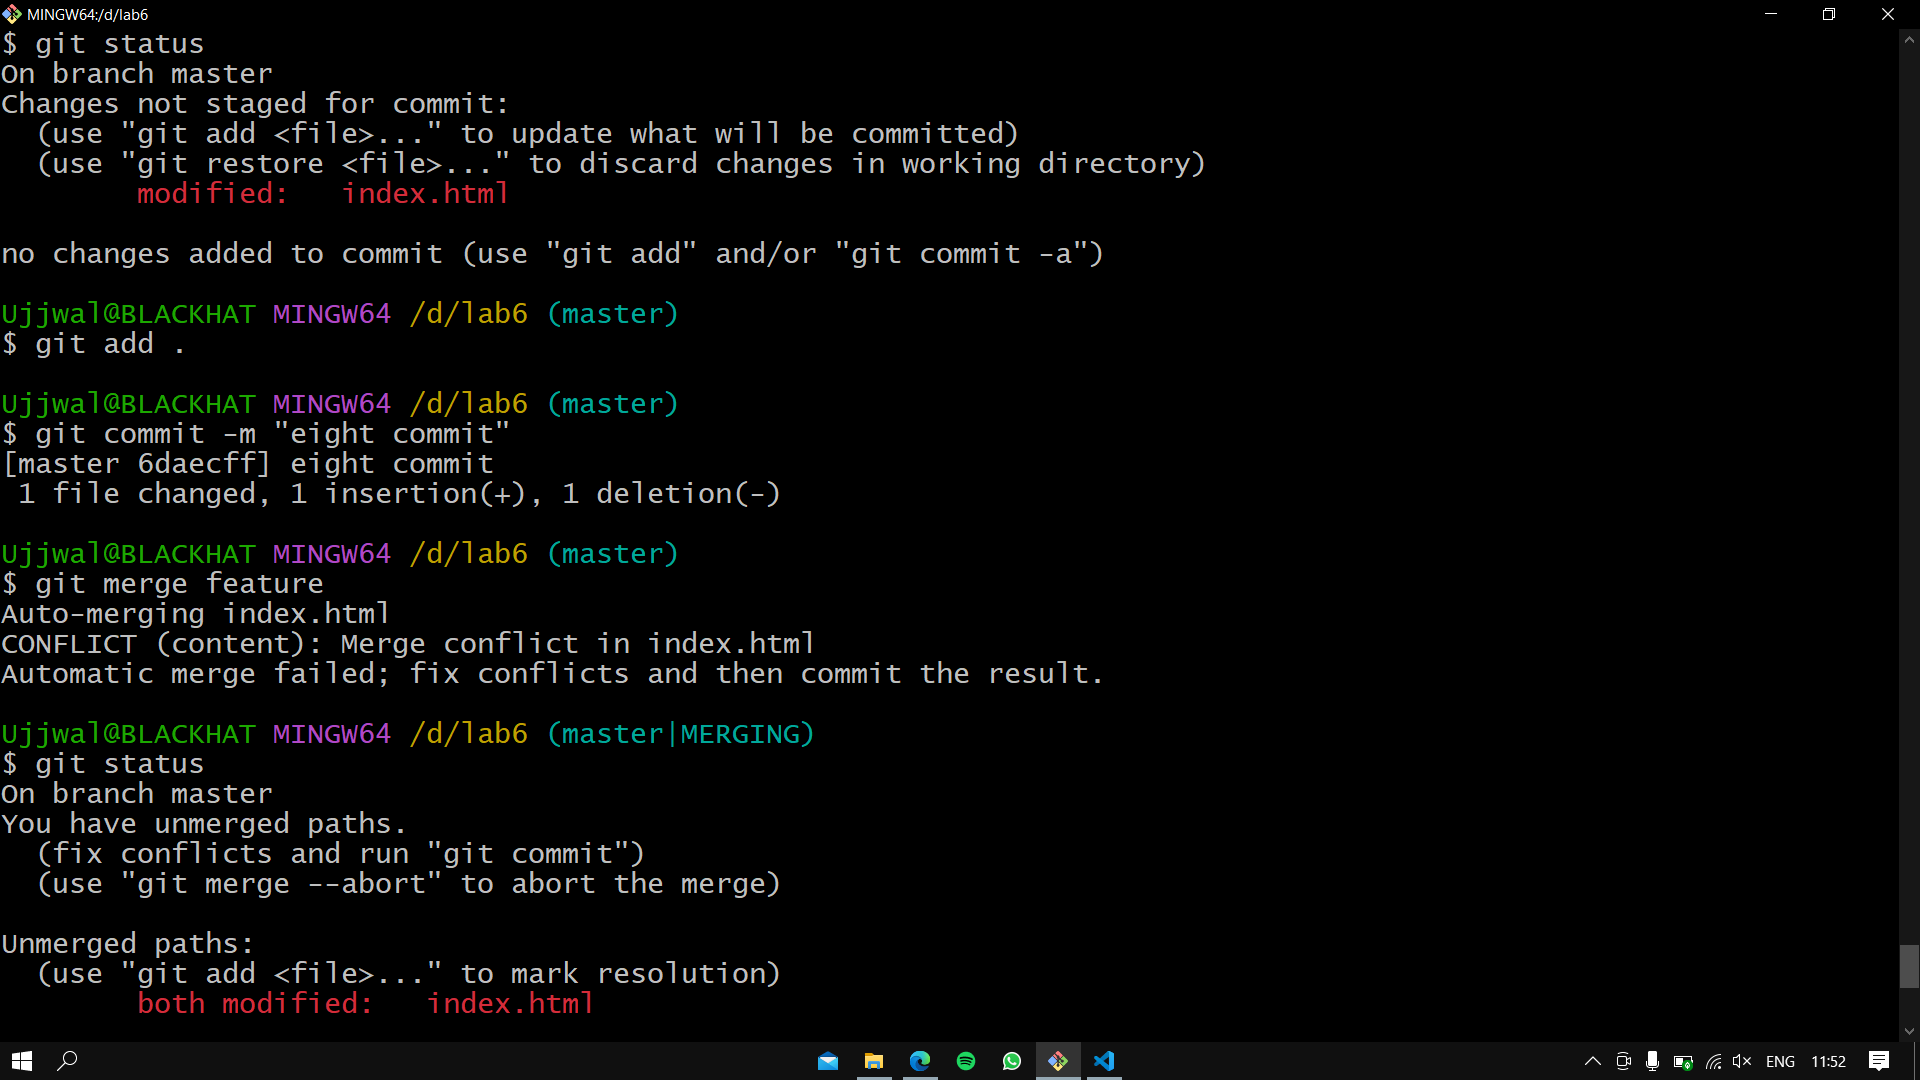 MINGW64:/d/lab6
$ git status
On branch master
Changes not staged for commit:
  (use "git add <file>..." to update what will be committed)
  (use "git restore <file>..." to discard changes in working directory)
        modified:   index.html

no changes added to commit (use "git add" and/or "git commit -a")

Ujjwal@BLACKHAT MINGW64 /d/lab6 (master)
$ git add .

Ujjwal@BLACKHAT MINGW64 /d/lab6 (master)
$ git commit -m "eight commit"
[master 6daecff] eight commit
 1 file changed, 1 insertion(+), 1 deletion(-)

Ujjwal@BLACKHAT MINGW64 /d/lab6 (master)
$ git merge feature
Auto-merging index.html
CONFLICT (content): Merge conflict in index.html
Automatic merge failed; fix conflicts and then commit the result.

Ujjwal@BLACKHAT MINGW64 /d/lab6 (master|MERGING)
$ git status
On branch master
You have unmerged paths.
  (fix conflicts and run "git commit")
  (use "git merge --abort" to abort the merge)

Unmerged paths:
  (use "git add <file>..." to mark resolution)
        both modified:   index.html
ENG 11:52